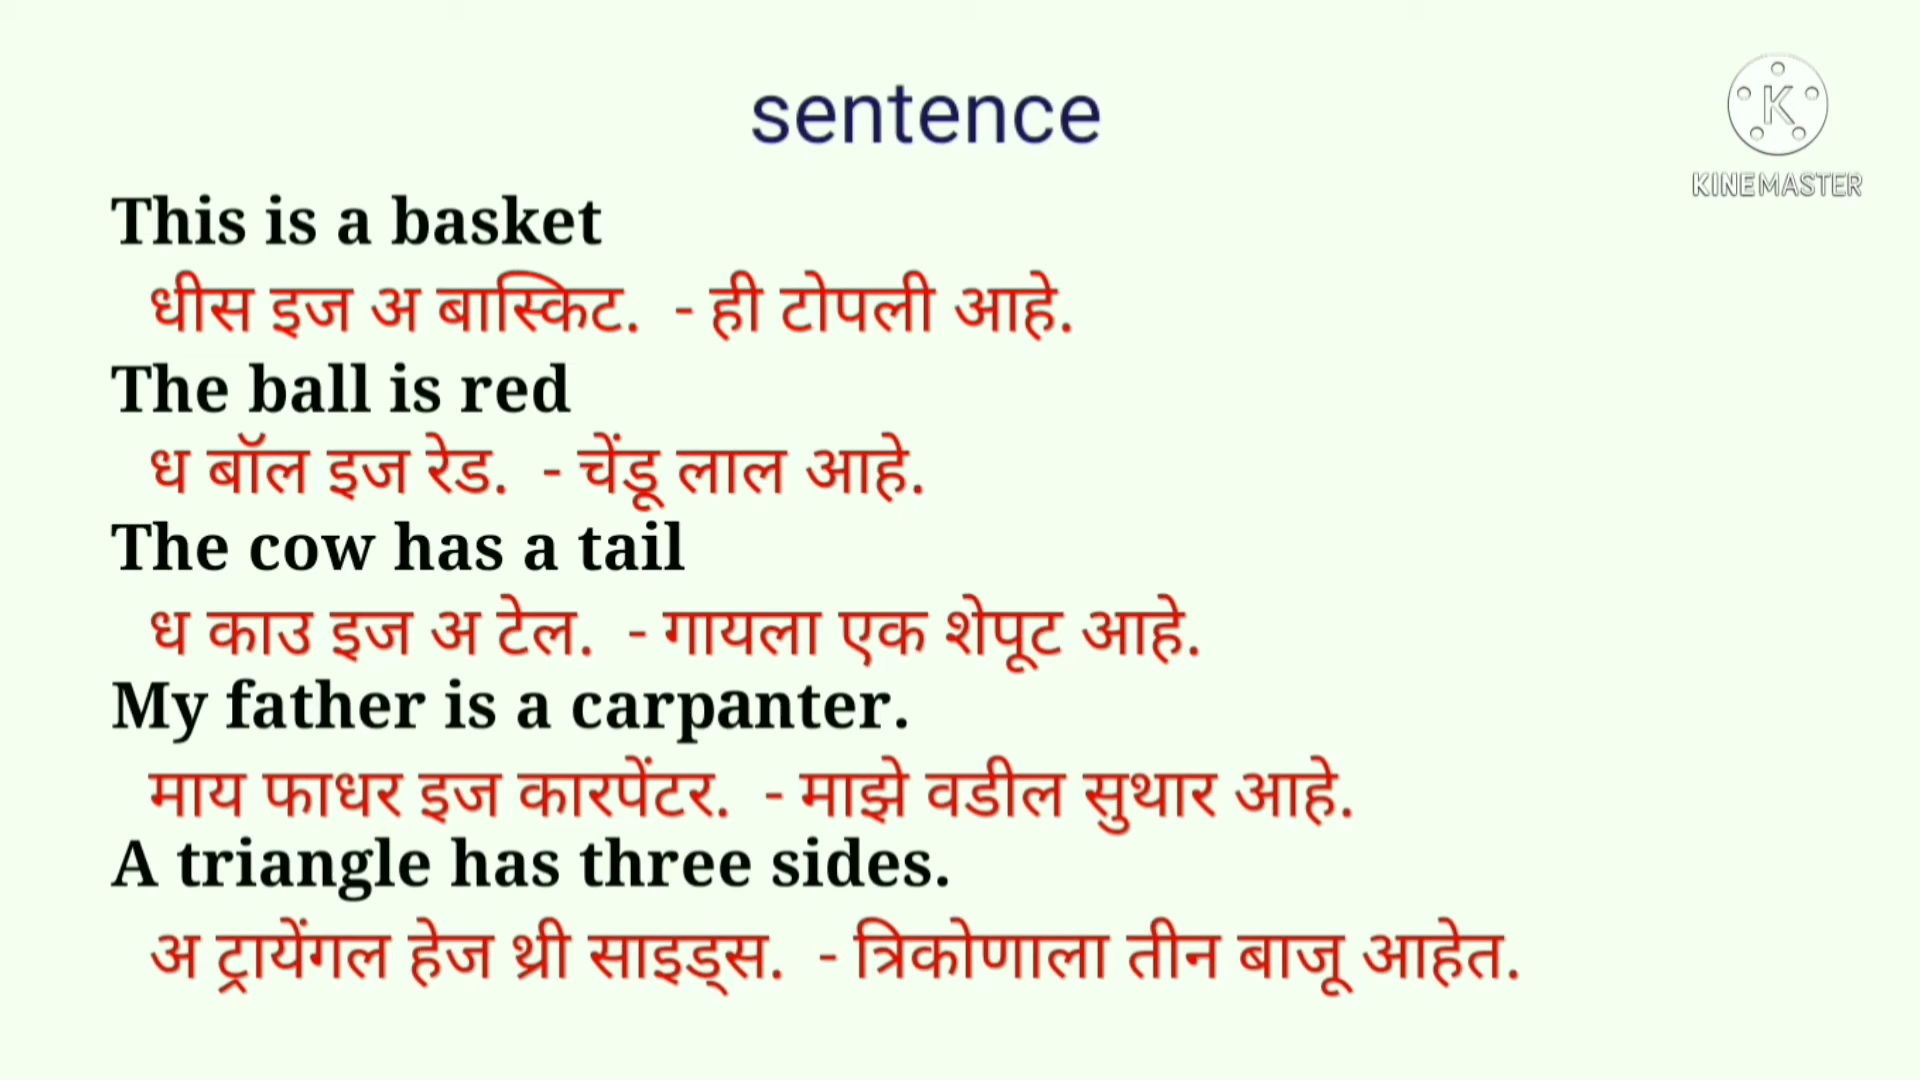 sentence
K
KINEMASTER
This is a basket
धीस इज अ बास्किट. - ही टोपली आहे.
The ball is red
ध बॉल इज रेड. - चेंडू लाल आहे.
The cow has a tail
ध काउ इज अ टेल. - गायला एक शेपूट आहे.
My father is a carpanter.
माय फाधर इज कारपेंटर. - माझे वडील सुथार आहे.
A triangle has three sides.
अ ट्रायेंगल हेज थ्री साइड्स. - त्रिकोणाला तीन बाजू आहेत.